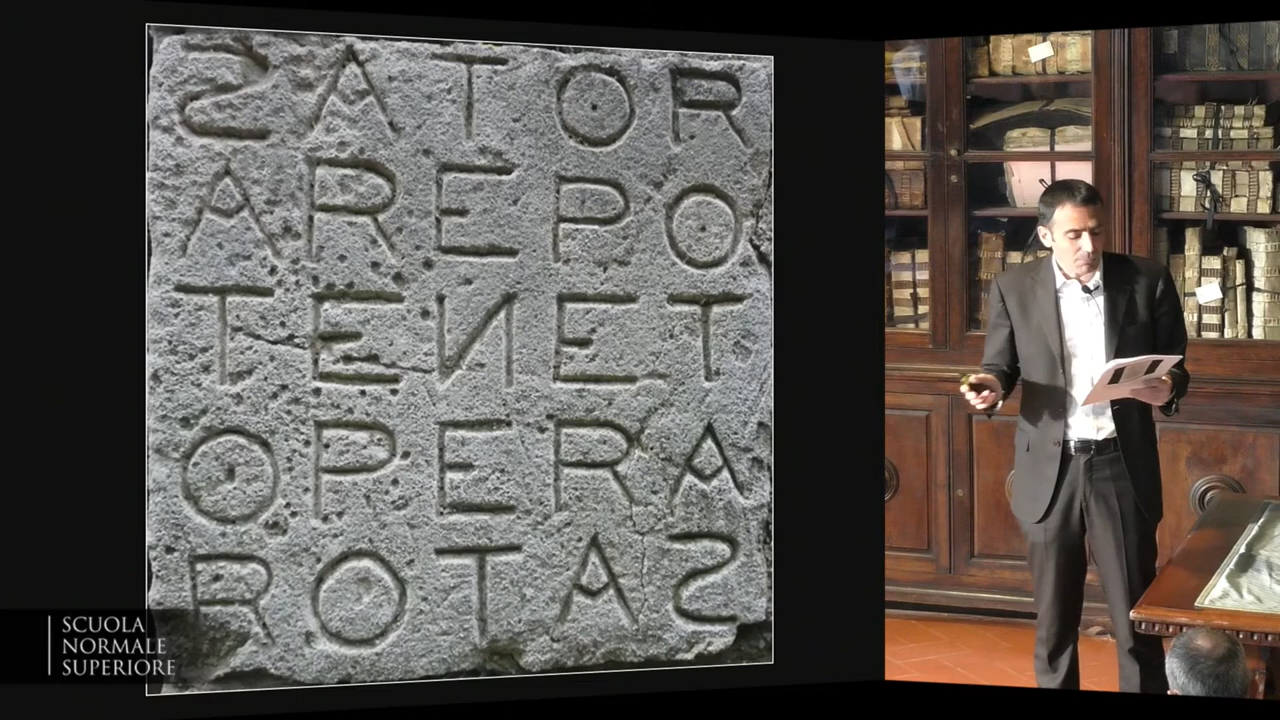 SATOR
AREPO
TENET
OPERA
ROTAS
SCUOLA
NORMALE
SUPERIORE